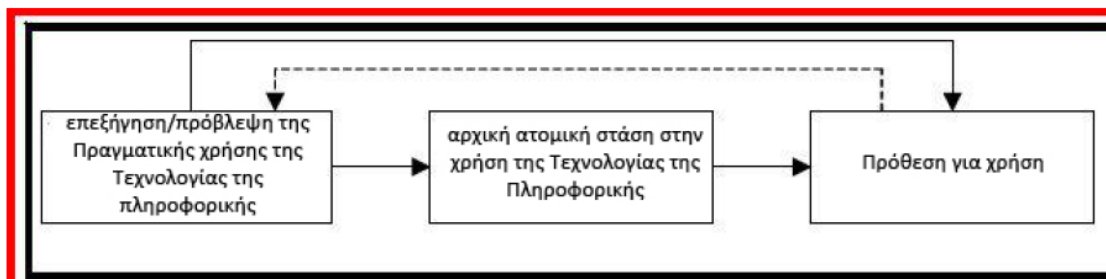 επεξήγηση/πρόβλεψη της
Πραγματικής χρήσης της
Τεχνολογίας της
πληροφορικής
αρχική ατομική στάση στην
χρήση της Τεχνολογίας της
Πληροφορικής
Πρόθεση για χρήση